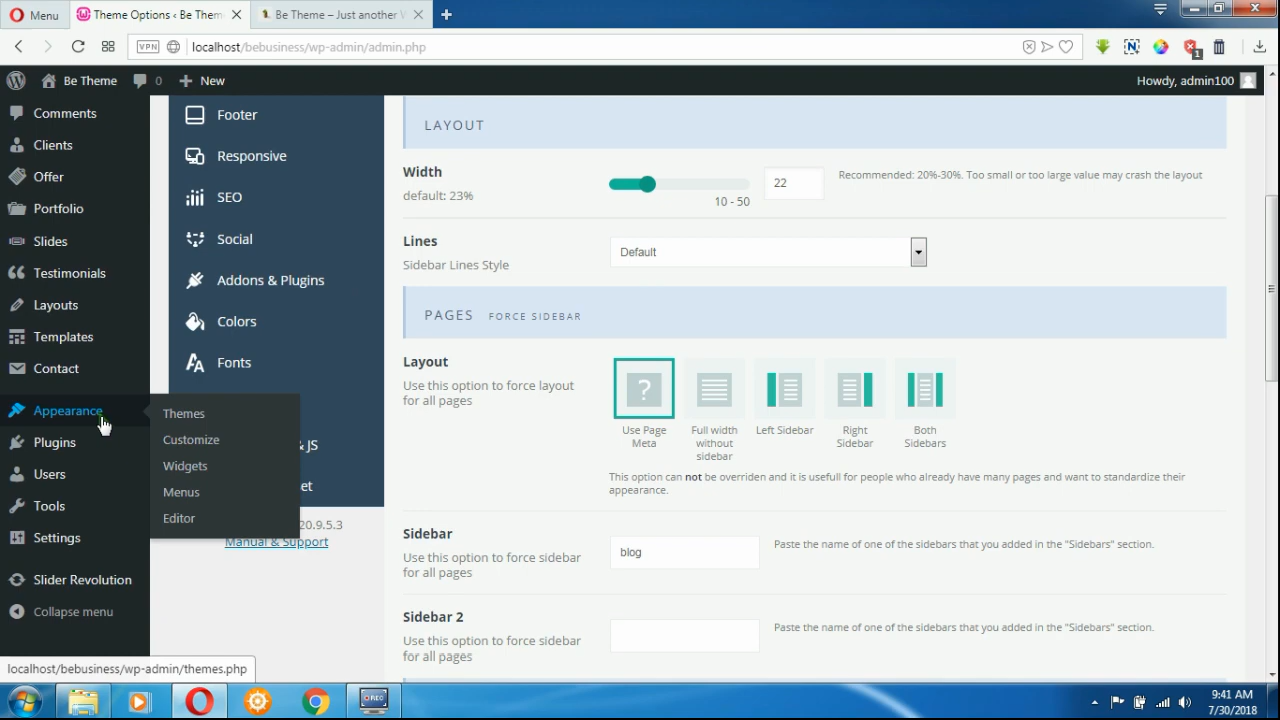 Menu
Theme Options ‹ Be Them
Be Theme – Just another W
VPN
localhost/bebusiness/wp-admin/admin.php
1
Be Theme
0
New
Howdy, admin100
Comments
Clients
Offer
Portfolio
Slides
Testimonials
Layouts
Templates
Contact
Appearance
Plugins
Users
Tools
Settings
Slider Revolution
Collapse menu
Themes
Customize
Widgets
Menus
Editor
Footer
Responsive
SEO
Social
Addons & Plugins
Colors
Fonts
& JS
et
20.9.5.3
Manual & Support
LAYOUT
Width
default: 23%
10 - 50
22
Recommended: 20%-30%. Too small or too large value may crash the layout
Lines
Sidebar Lines Style
Default
PAGES FORCE SIDEBAR
Layout
Use this option to force layout
for all pages
?
Use Page
Meta
Full width
without
sidebar
Left Sidebar
Right
Sidebar
Both
Sidebars
This option can not be overriden and it is usefull for people who already have many pages and want to standardize their
appearance.
Sidebar
Use this option to force sidebar
for all pages
blog
Paste the name of one of the sidebars that you added in the "Sidebars" section.
Sidebar 2
Use this option to force sidebar
for all pages
Paste the name of one of the sidebars that you added in the "Sidebars" section.
localhost/bebusiness/wp-admin/themes.php
REC
9:41 AM
7/30/2018